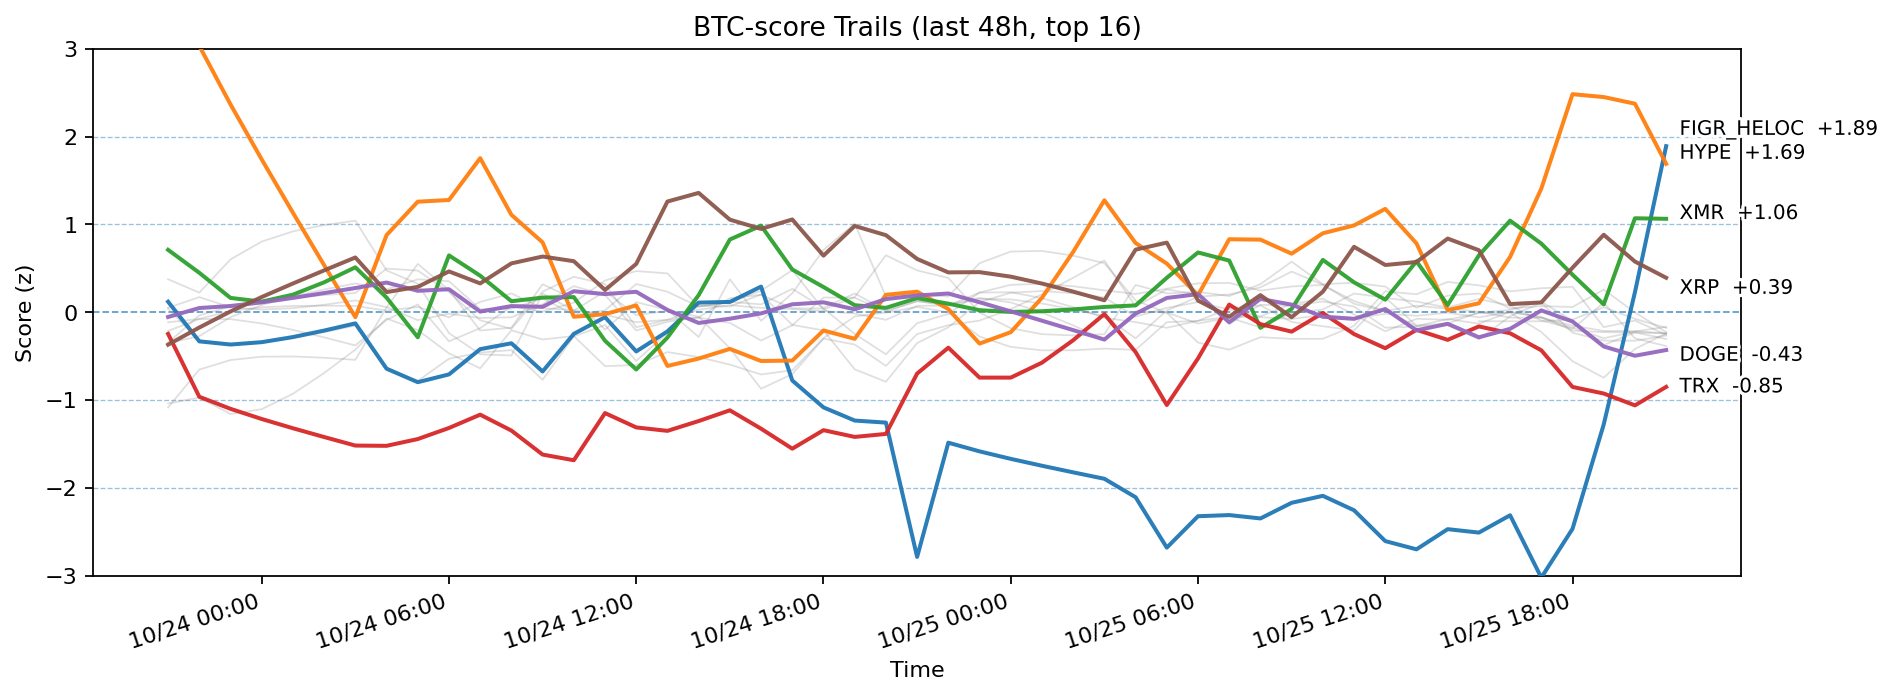 BTC-score Trails (last 48h, top 16)
Score (z)
3
2
1
0
−1
−2
−3
FIGR_HELOC +1.89
HYPE +1.69
XMR +1.06
XRP +0.39
DOGE -0.43
TRX -0.85
10/24 00:00
10/24 06:00
10/24 12:00
10/24 18:00
10/25 00:00
10/25 06:00
10/25 12:00
10/25 18:00
Time